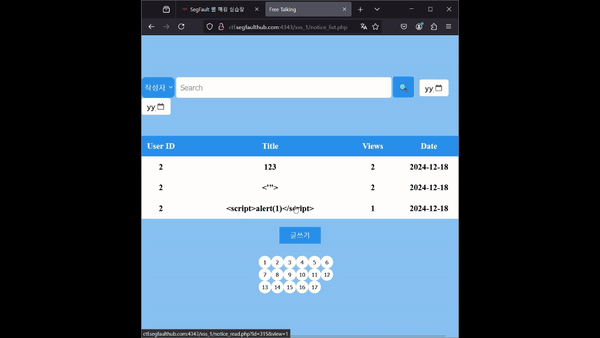 SegFault 웹 해킹 실습장
Free Talking
ctf.segfaulthub.com:4343/xss_1/notice_list.php
작성자
Search
yy
yy
User ID Title Views Date
2 123 2 2024-12-18
2 <'"> 2 2024-12-18
2 <script>alert(1)</script> 1 2024-12-18
글쓰기
1 2 3 4 5 6
7 8 9 10 11 12
13 14 15 16 17
ctf.segfaulthub.com:4343/xss_1/notice_read.php?id=315&view=1